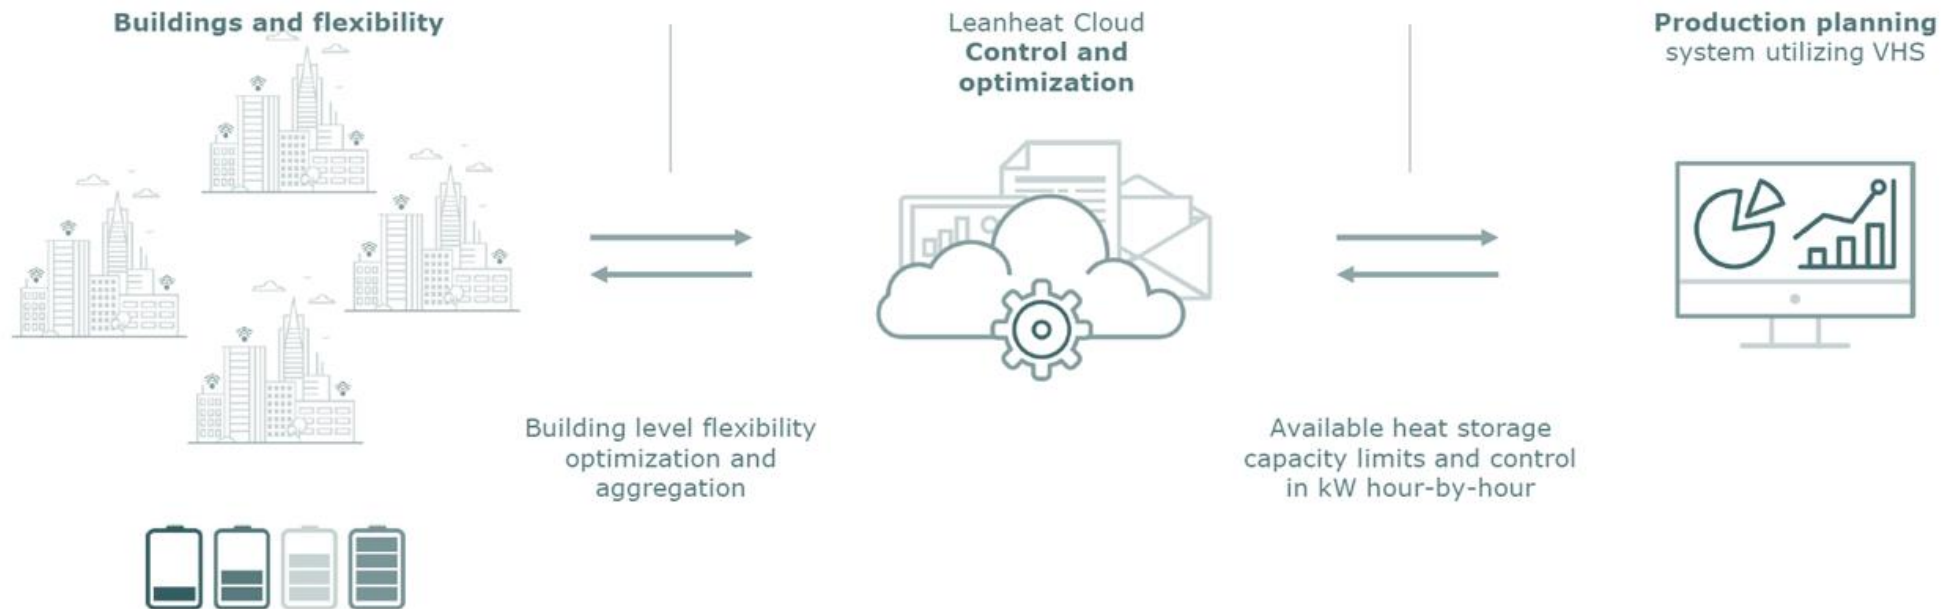 Buildings and flexibility
Leanheat Cloud
Control and
optimization
Production planning
system utilizing VHS
Building level flexibility
optimization and
aggregation
Available heat storage
capacity limits and control
in kW hour-by-hour